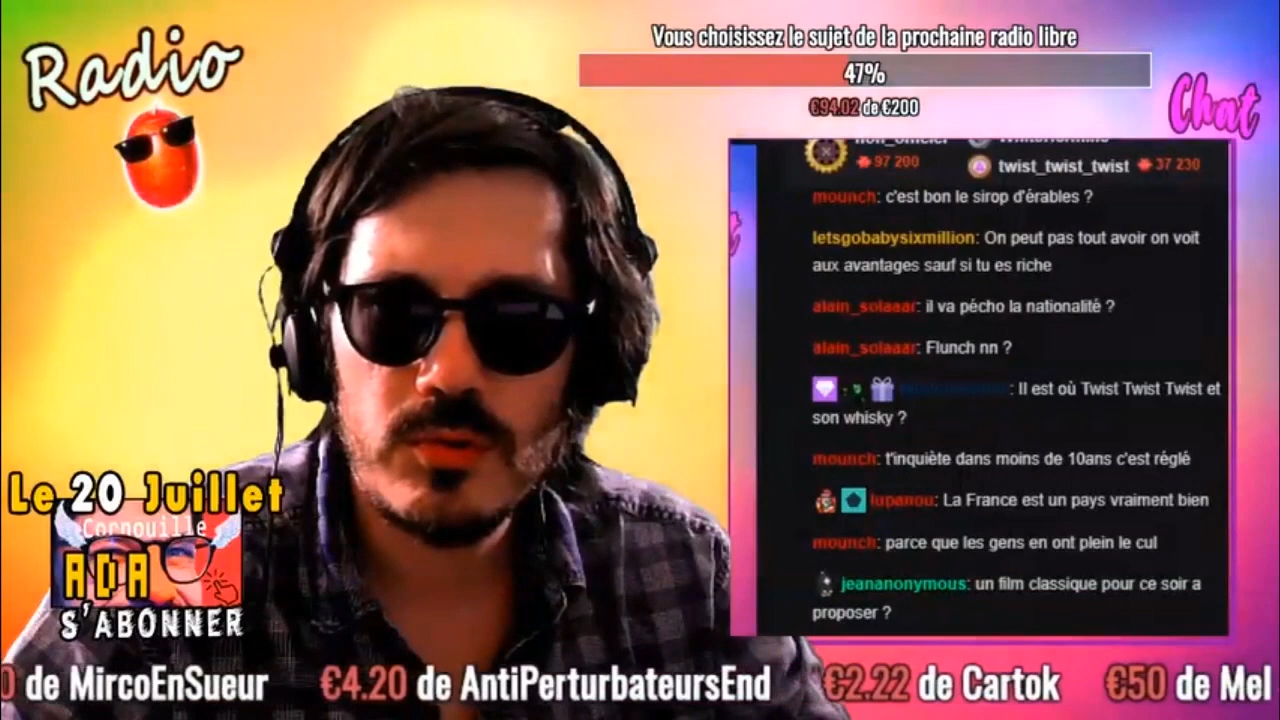 Radio
Vous choisissez le sujet de la prochaine radio libre
47%
€94.02 de €200
Chat
97 200
twist_twist_twist 37 230
mounch: c'est bon le sirop d'érables ?
letsgobabysixmillion: On peut pas tout avoir on voit
aux avantages sauf si tu es riche
alain_solaaar: il va pécho la nationalité ?
alain_solaaar: Flunch nn ?
: Il est où Twist Twist Twist et
son whisky ?
mounch: t'inquiète dans moins de 10ans c'est réglé
lupanou: La France est un pays vraiment bien
mounch: parce que les gens en ont plein le cul
jeananonymous: un film classique pour ce soir a
proposer ?
Le 20 Juillet
Cornouille
ADA
S'ABONNER
0 de MircoEnSueur €4.20 de AntiPerturbateursEnd €2.22 de Cartok €50 de Mel